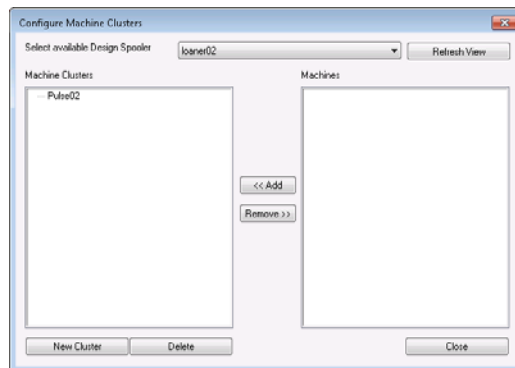 Configure Machine Clusters
Select available Design Spooler
loaner02
Refresh View
Machine Clusters
Machines
Pulse02
<< Add
Remove >>
New Cluster
Delete
Close